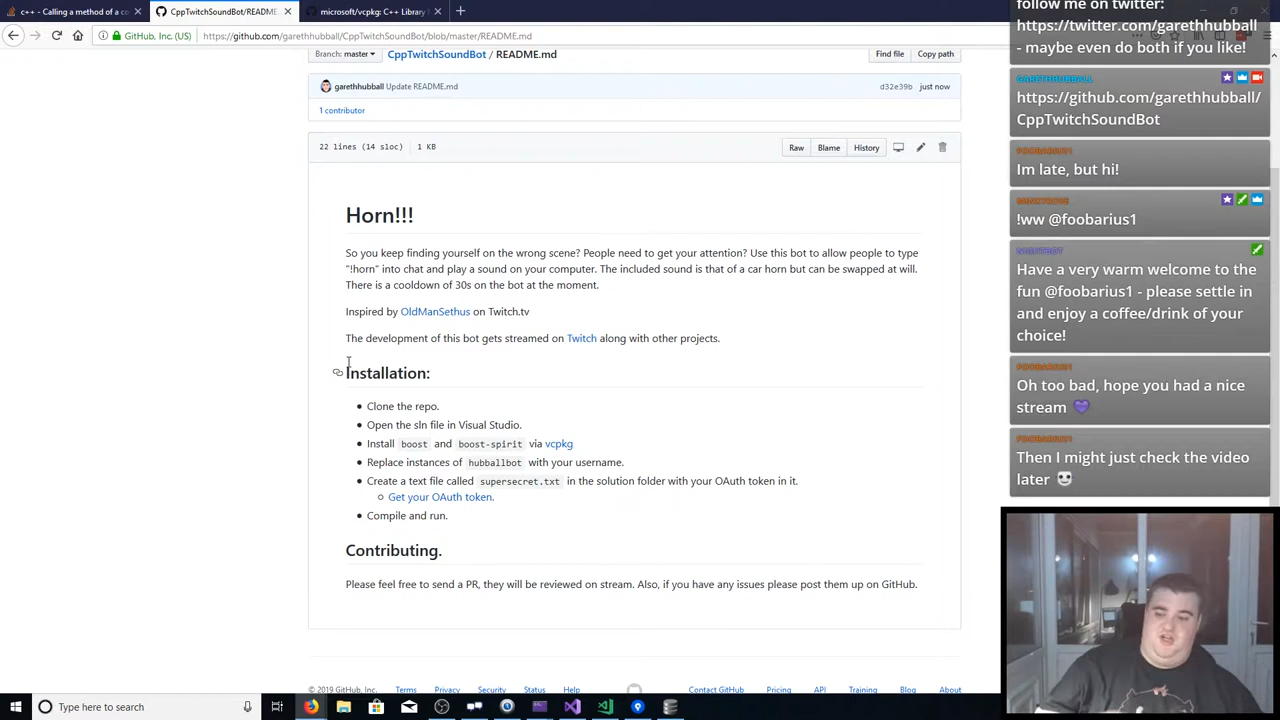 c++ - Calling a method of a co
CppTwitchSoundBot/README.
microsoft/vcpkg: C++ Library
GitHub, Inc. (US)
https://github.com/garethhubball/CppTwitchSoundBot/blob/master/README.md
Branch: master
CppTwitchSoundBot / README.md
Find file
Copy path
garethhubball Update README.md
d32e39b just now
1 contributor
22 lines (14 sloc) 1 KB
Raw
Blame
History
Horn!!!
So you keep finding yourself on the wrong scene? People need to get your attention? Use this bot to allow people to type
"!horn" into chat and play a sound on your computer. The included sound is that of a car horn but can be swapped at will.
There is a cooldown of 30s on the bot at the moment.
Inspired by OldManSethus on Twitch.tv
The development of this bot gets streamed on Twitch along with other projects.
Installation:
Clone the repo.
Open the sln file in Visual Studio.
Install boost and boost-spirit via vcpkg
Replace instances of hubballbot with your username.
Create a text file called supersecret.txt in the solution folder with your OAuth token in it.
Get your OAuth token.
Compile and run.
Contributing.
Please feel free to send a PR, they will be reviewed on stream. Also, if you have any issues please post them up on GitHub.
© 2019 GitHub, Inc.
Terms
Privacy
Security
Status
Help
Contact GitHub
Pricing
API
Training
Blog
About
Type here to search
follow me on twitter:
https://twitter.com/garethhubball
- maybe even do both if you like!
GARETHHUBBALL
https://github.com/garethhubball/
CppTwitchSoundBot
FOOBARIUS1
Im late, but hi!
!ww @foobarius1
NIGHTBOT
Have a very warm welcome to the
fun @foobarius1 - please settle in
and enjoy a coffee/drink of your
choice!
FOOBARIUS1
Oh too bad, hope you had a nice
stream
FOOBARIUS1
Then I might just check the video
later